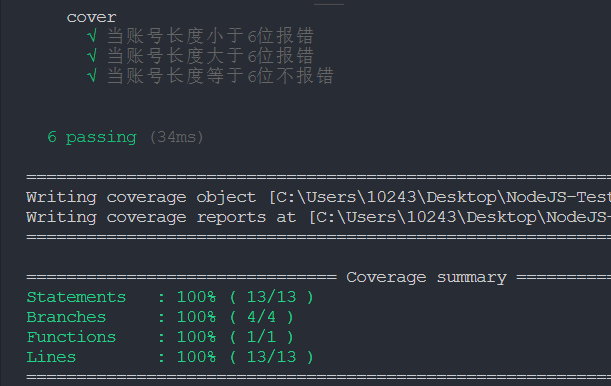 cover
√ 当账号长度小于6位报错
√ 当账号长度大于6位报错
√ 当账号长度等于6位不报错
6 passing (34ms)
=============================================================
Writing coverage object [C:\Users\10243\Desktop\NodeJS-Test
Writing coverage reports at [C:\Users\10243\Desktop\NodeJS-
=============================================================
=============================== Coverage summary ==========
Statements   : 100% ( 13/13 )
Branches     : 100% ( 4/4 )
Functions    : 100% ( 1/1 )
Lines        : 100% ( 13/13 )
=============================================================